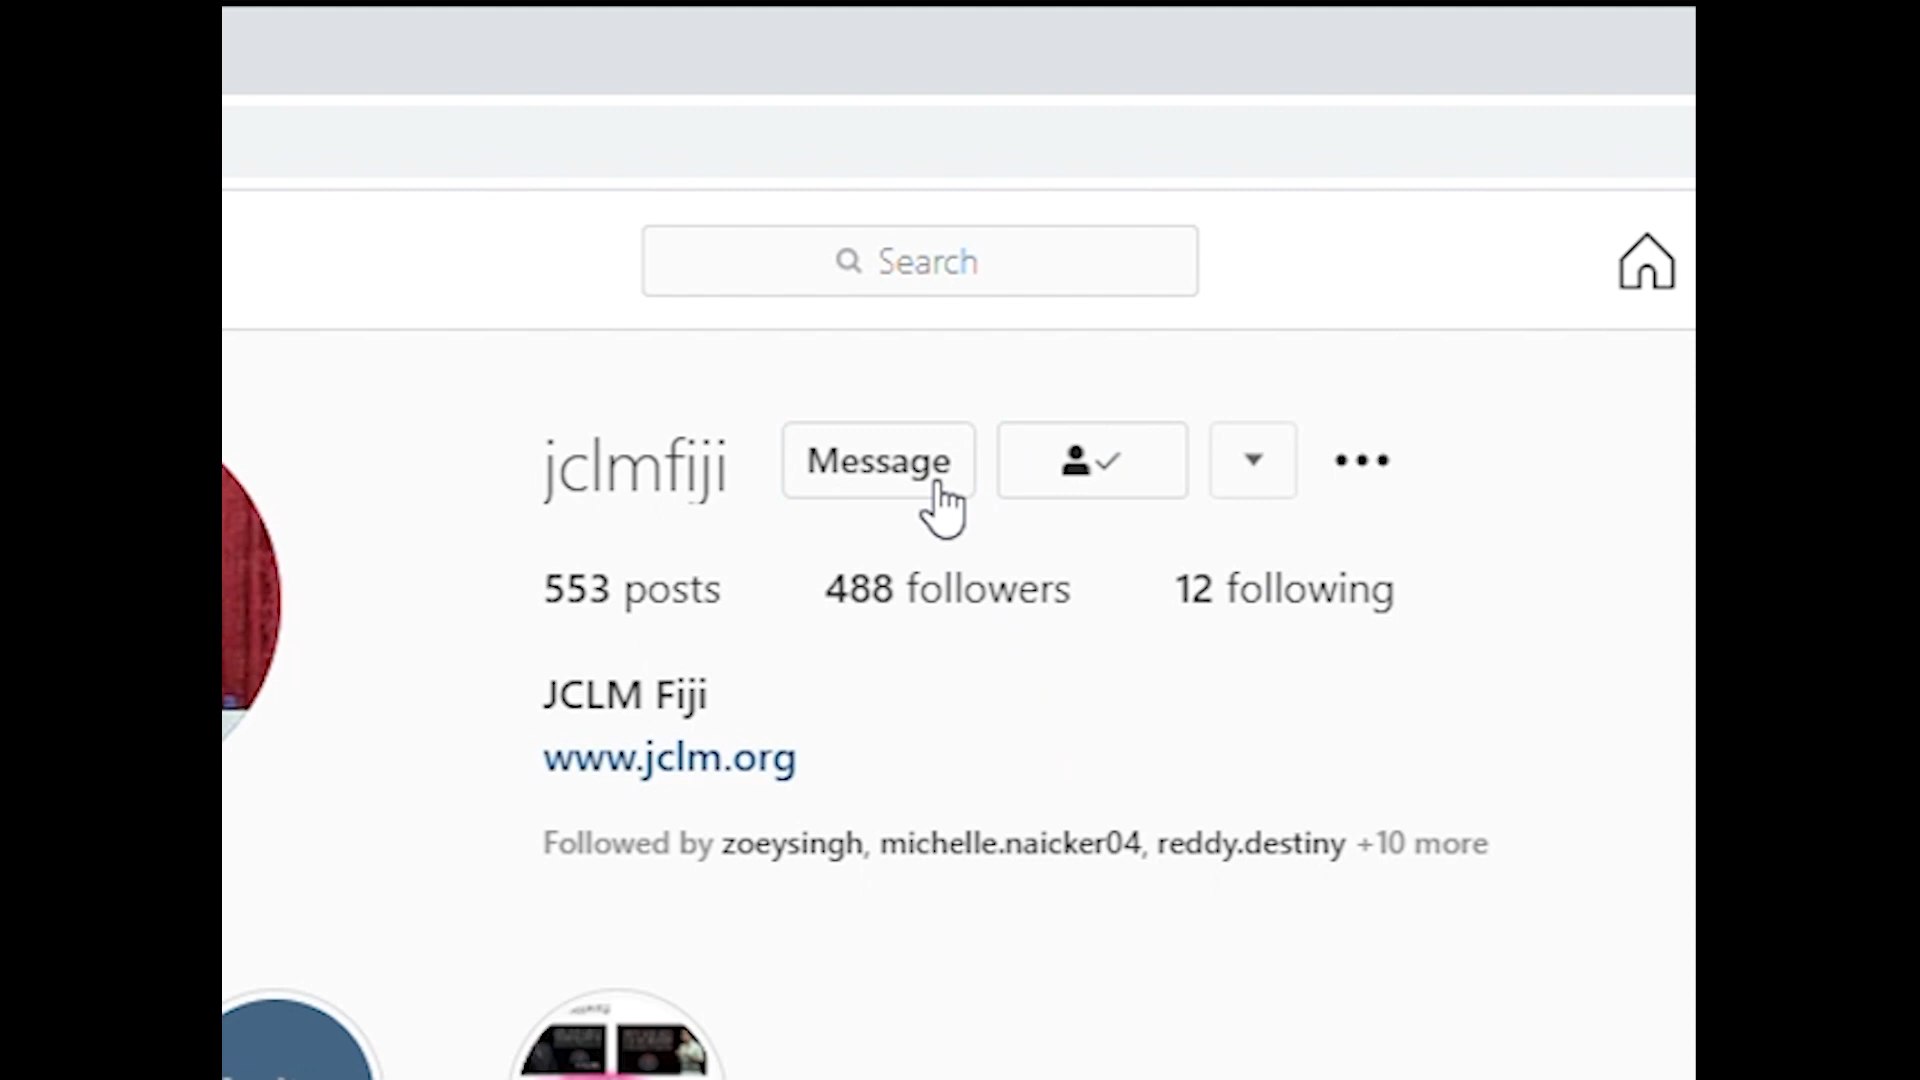 Search
jclmfiji Message
553 posts 488 followers 12 following
JCLM Fiji
www.jclm.org
Followed by zoeysingh, michelle.naicker04, reddy.destiny +10 more